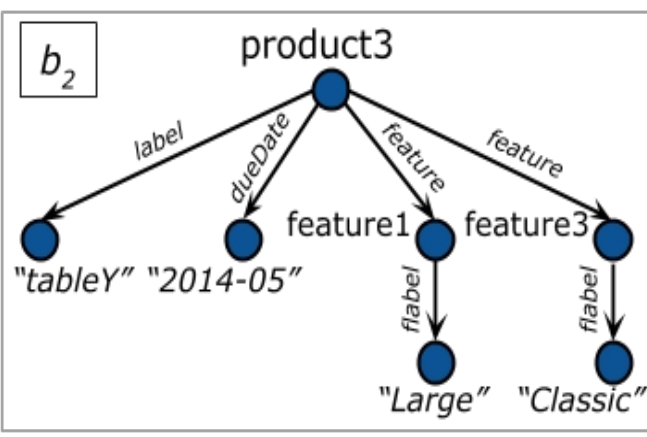 b2
product3
label
dueDate
feature
feature
feature1
feature3
“tableY” “2014-05”
flabel
flabel
“Large” “Classic”